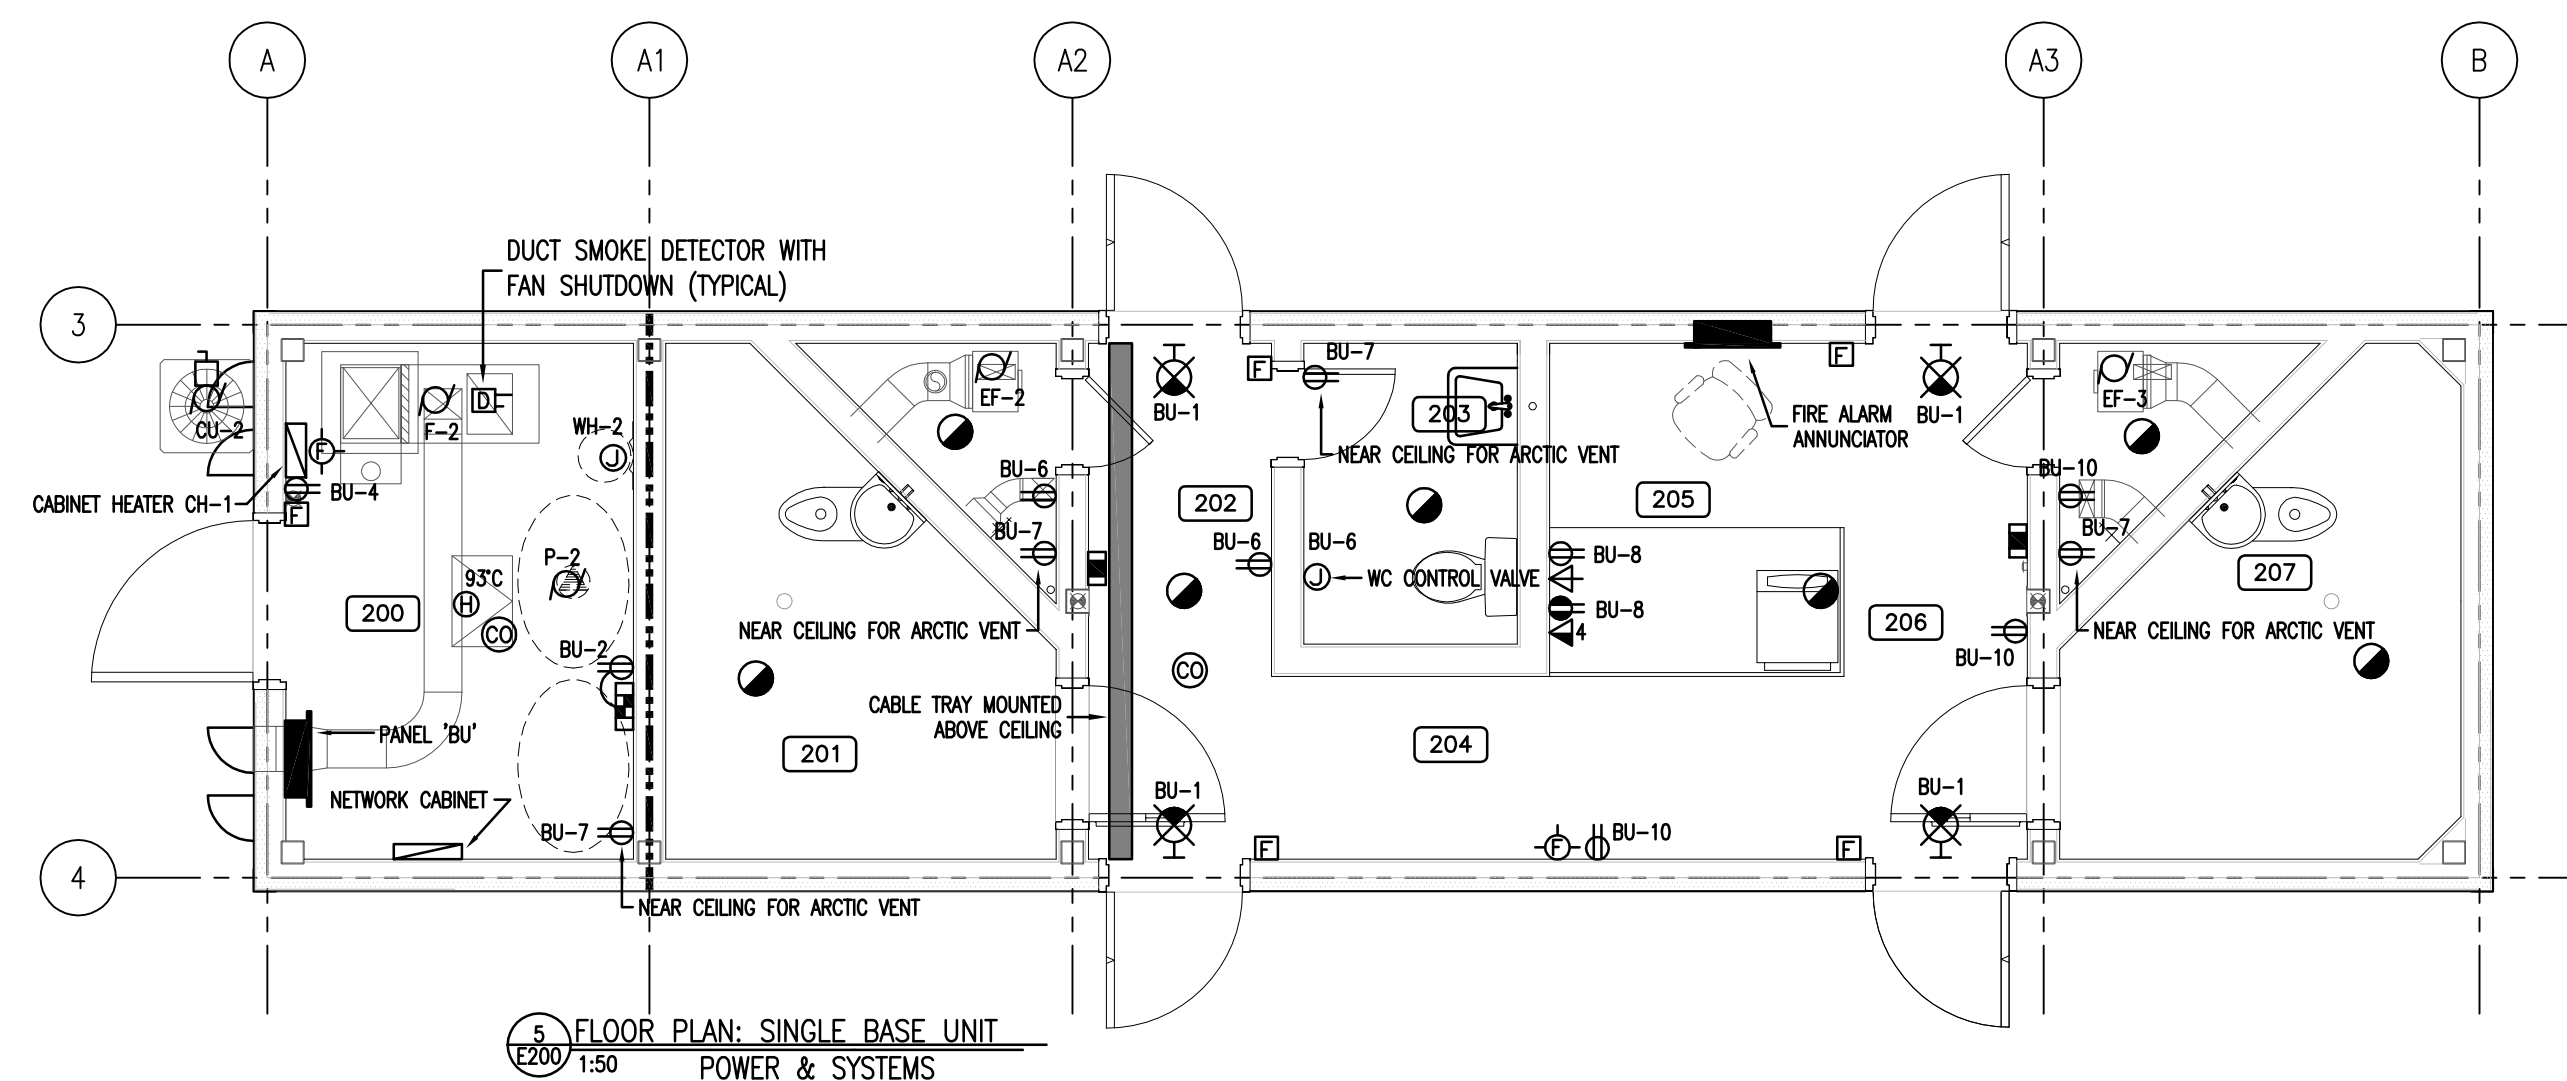 A
A1
A2
A3
B
DUCT SMOKE DETECTOR WITH
FAN SHUTDOWN (TYPICAL)
3
BU-7
F
F
D
CU-2
F-2
WH-2
J
EF-2
BU-1
203
FIRE ALARM
ANNUNCIATOR
BU-1
EF-3
F
NEAR CEILING FOR ARCTIC VENT
BU-6
BU-10
CABINET HEATER CH-1
BU-4
F
202
205
BU-7
BU-7
BU-6
BU-6
BU-8
P-2
93°C
H
J
WC CONTROL VALVE
207
200
CO
BU-8
4
206
NEAR CEILING FOR ARCTIC VENT
NEAR CEILING FOR ARCTIC VENT
BU-2
BU-10
CO
CABLE TRAY MOUNTED
ABOVE CEILING
PANEL 'BU'
201
204
NETWORK CABINET
BU-1
BU-1
BU-7
F
F
BU-10
F
4
NEAR CEILING FOR ARCTIC VENT
5
E200
FLOOR PLAN: SINGLE BASE UNIT
1:50
POWER & SYSTEMS